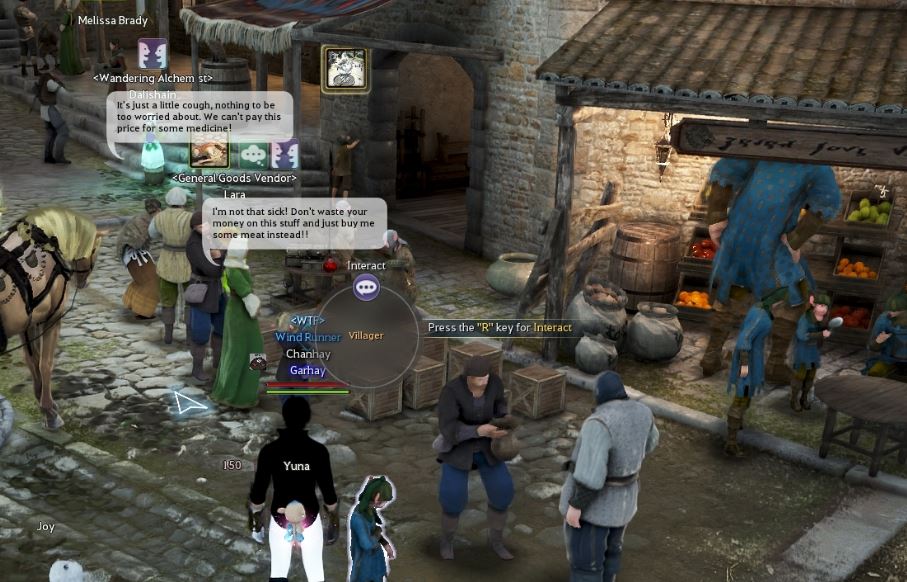 Melissa Brady
<Wandering Alchem st>
Dalishain
It's just a little cough, nothing to be
too worried about. We can't pay this
price for some medicine!
<General Goods Vendor>
Lara
I'm not that sick! Don't waste your
money on this stuff and just buy me
some meat instead!!
Interact
<WTF>
Wind Runner
Villager
Press the "R" key for Interact
Chanhay
Garhay
150
Yuna
Joy